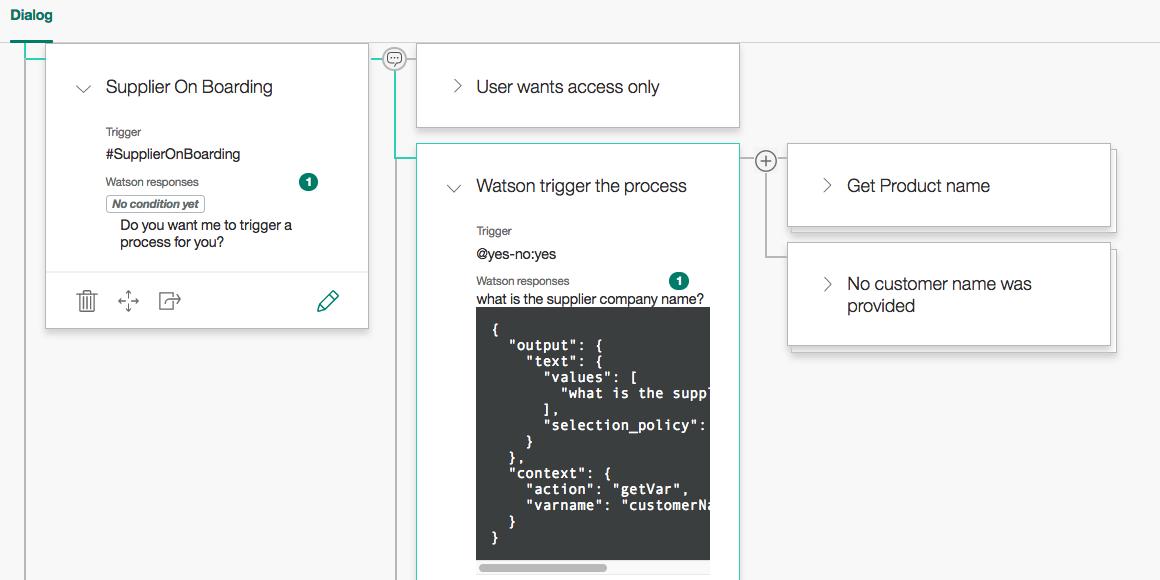 Dialog
Supplier On Boarding
Trigger
#SupplierOnBoarding
Watson responses
1
No condition yet
Do you want me to trigger a
process for you?
User wants access only
Watson trigger the process
Trigger
@yes-no:yes
Watson responses
1
what is the supplier company name?
{
"output": {
"text": {
"values": [
"what is the supp
],
"selection_policy":
}
},
"context": {
"action": "getVar",
"varname": "customerNa
}
}
Get Product name
No customer name was
provided